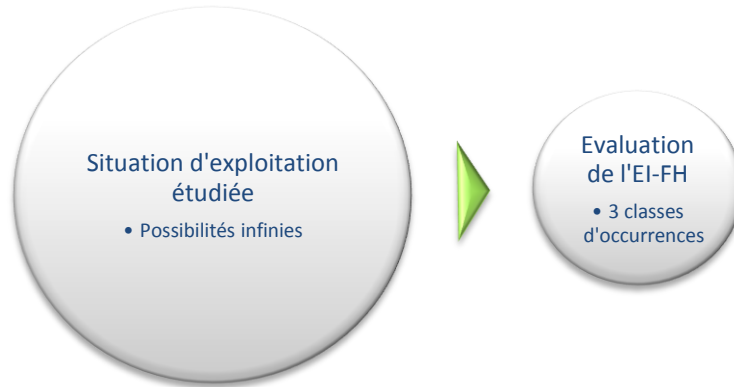 Situation d'exploitation
étudiée
• Possibilités infinies
Evaluation
de l'EI-FH
• 3 classes
d'occurrences